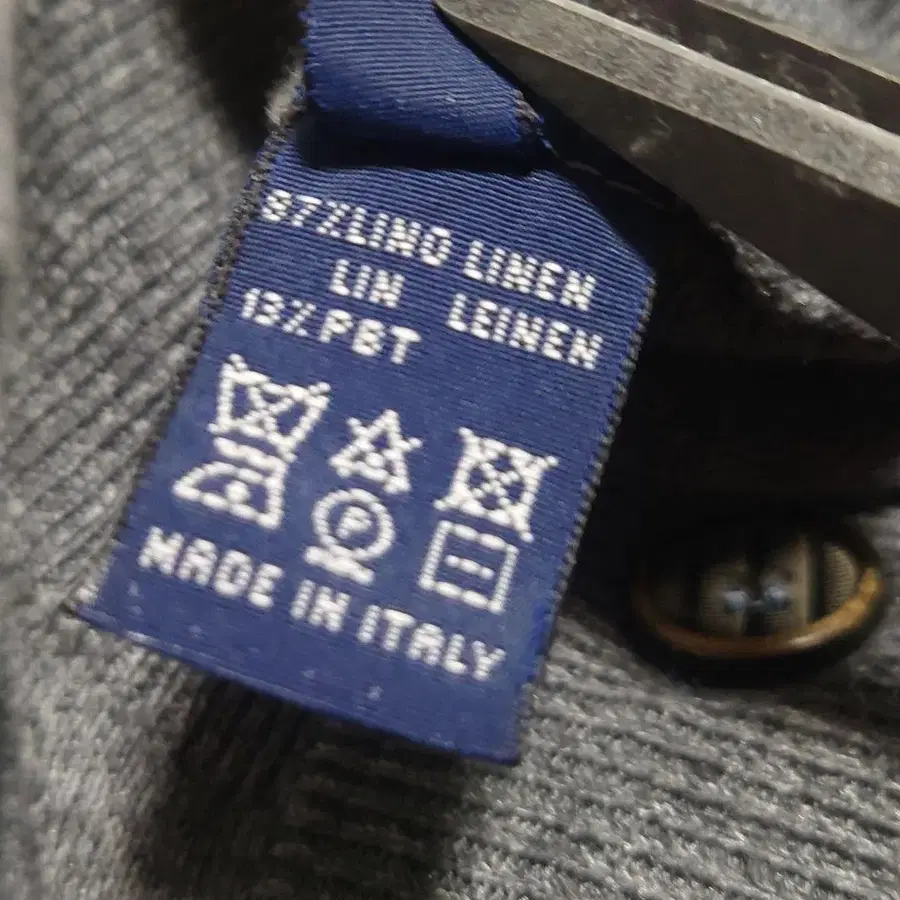 87%LINO LINEN
LIN LEINEN
13%PBT
P
MADE IN ITALY